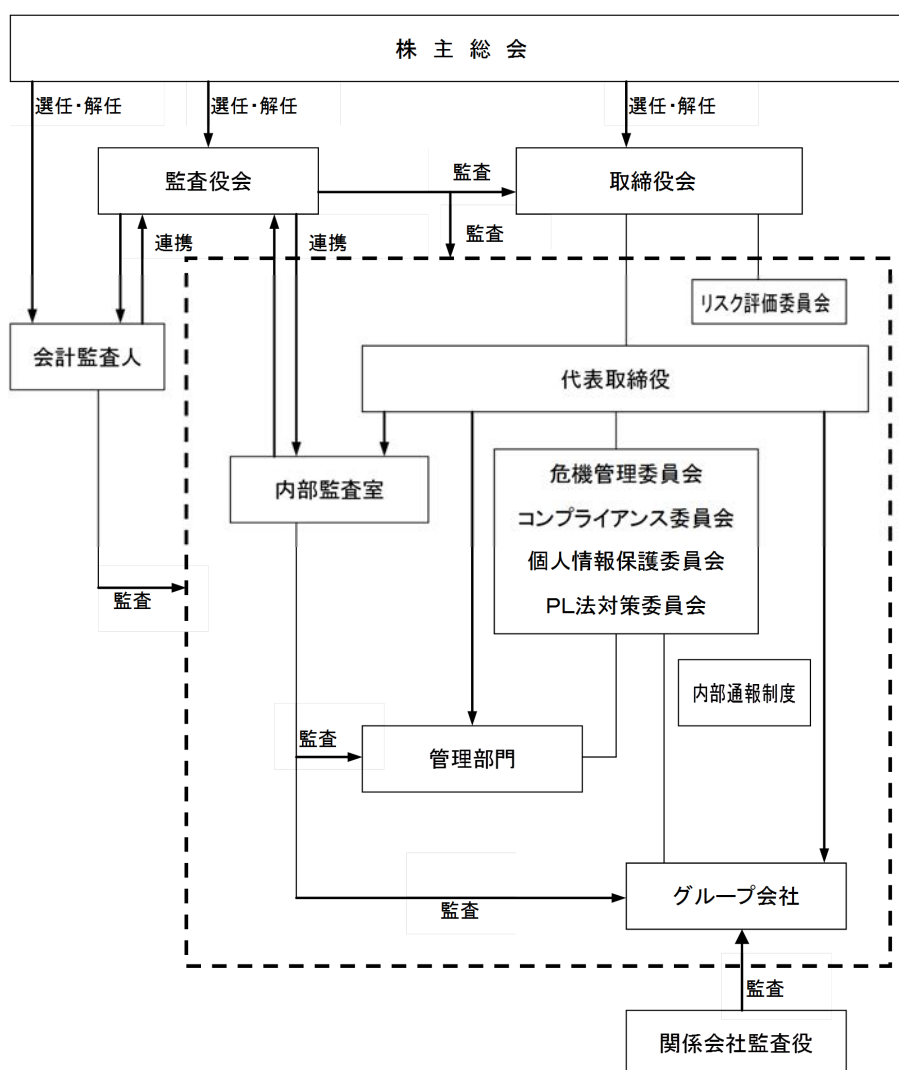 株主総会
選任・解任
選任・解任
選任・解任
監査役会
監査
取締役会
連携
連携
監査
リスク評価委員会
会計監査人
代表取締役
内部監査室
危機管理委員会
コンプライアンス委員会
個人情報保護委員会
PL法対策委員会
監査
内部通報制度
監査
管理部門
グループ会社
監査
監査
関係会社監査役